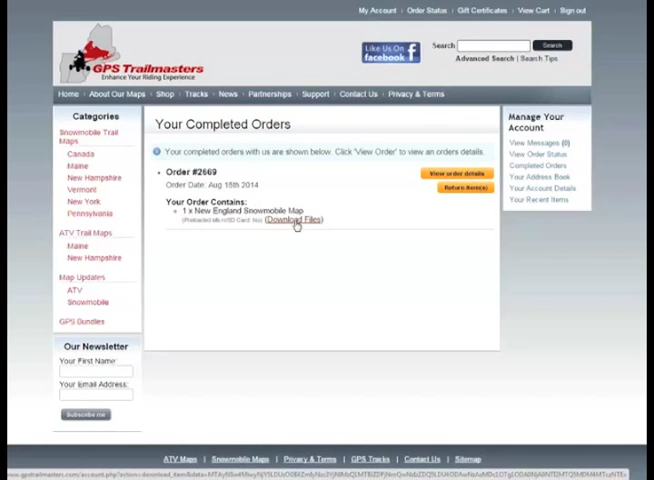 My Account | Order Status | Gift Certificates | View Cart | Sign out
GPS TRAILMASTERS
Enhance Your Riding Experience
Like Us On
facebook
f
Search
Search
Advanced Search | Search Tips
Home About Our Maps Shop Tracks News Partnerships Support Contact Us Privacy & Terms
Categories
Snowmobile Trail
Maps
Canada
Maine
New Hampshire
Vermont
New York
Pennsylvania
ATV Trail Maps
Maine
New Hampshire
Map Updates
ATV
Snowmobile
GPS Bundles
Our Newsletter
Your First Name:
Your Email Address:
Subscribe me
Your Completed Orders
Your completed orders with us are shown below. Click 'View Order' to view an orders details.
Order #2669
Order Date: Aug 15th 2014
View order details
Return Item(s)
Your Order Contains:
1 x New England Snowmobile Map
(Preloaded MicroSD Card: No) (Download Files)
Manage Your
Account
View Messages (0)
View Order Status
Completed Orders
Your Address Book
Your Account Details
Your Recent Items
ATV Maps | Snowmobile Maps | Privacy & Terms | GPS Tracks | Contact Us | Sitemap